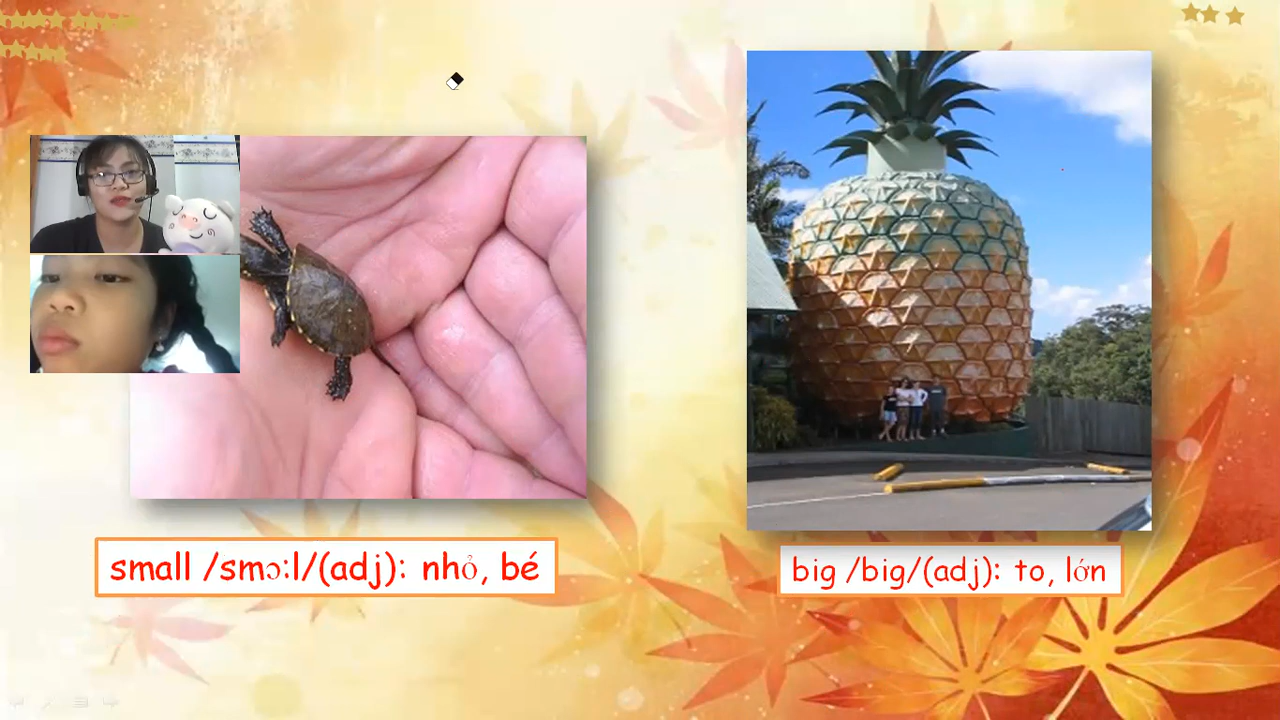 small /smɔ:l/(adj): nhỏ, bé
big /big/(adj): to, lớn